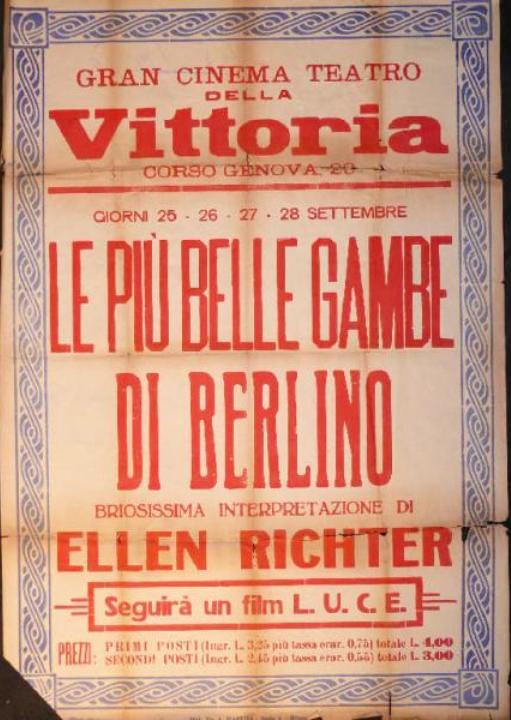 GRAN CINEMA TEATRO
DELLA
Vittoria
CORSO GENOVA, 20
GIORNI 25 - 26 - 27 - 28 SETTEMBRE
LE PIÙ BELLE GAMBE
DI BERLINO
BRIOSISSIMA INTERPRETAZIONE DI
ELLEN RICHTER
Seguirà un film L. U. C. E.
PREZZI: PRIMI POSTI (Ingr. L. 3,25 più tassa erar. 0,75) totale L. 4,00
SECONDI POSTI (Ingr. L. 2,45 più tassa erar. 0,55) totale L. 3,00